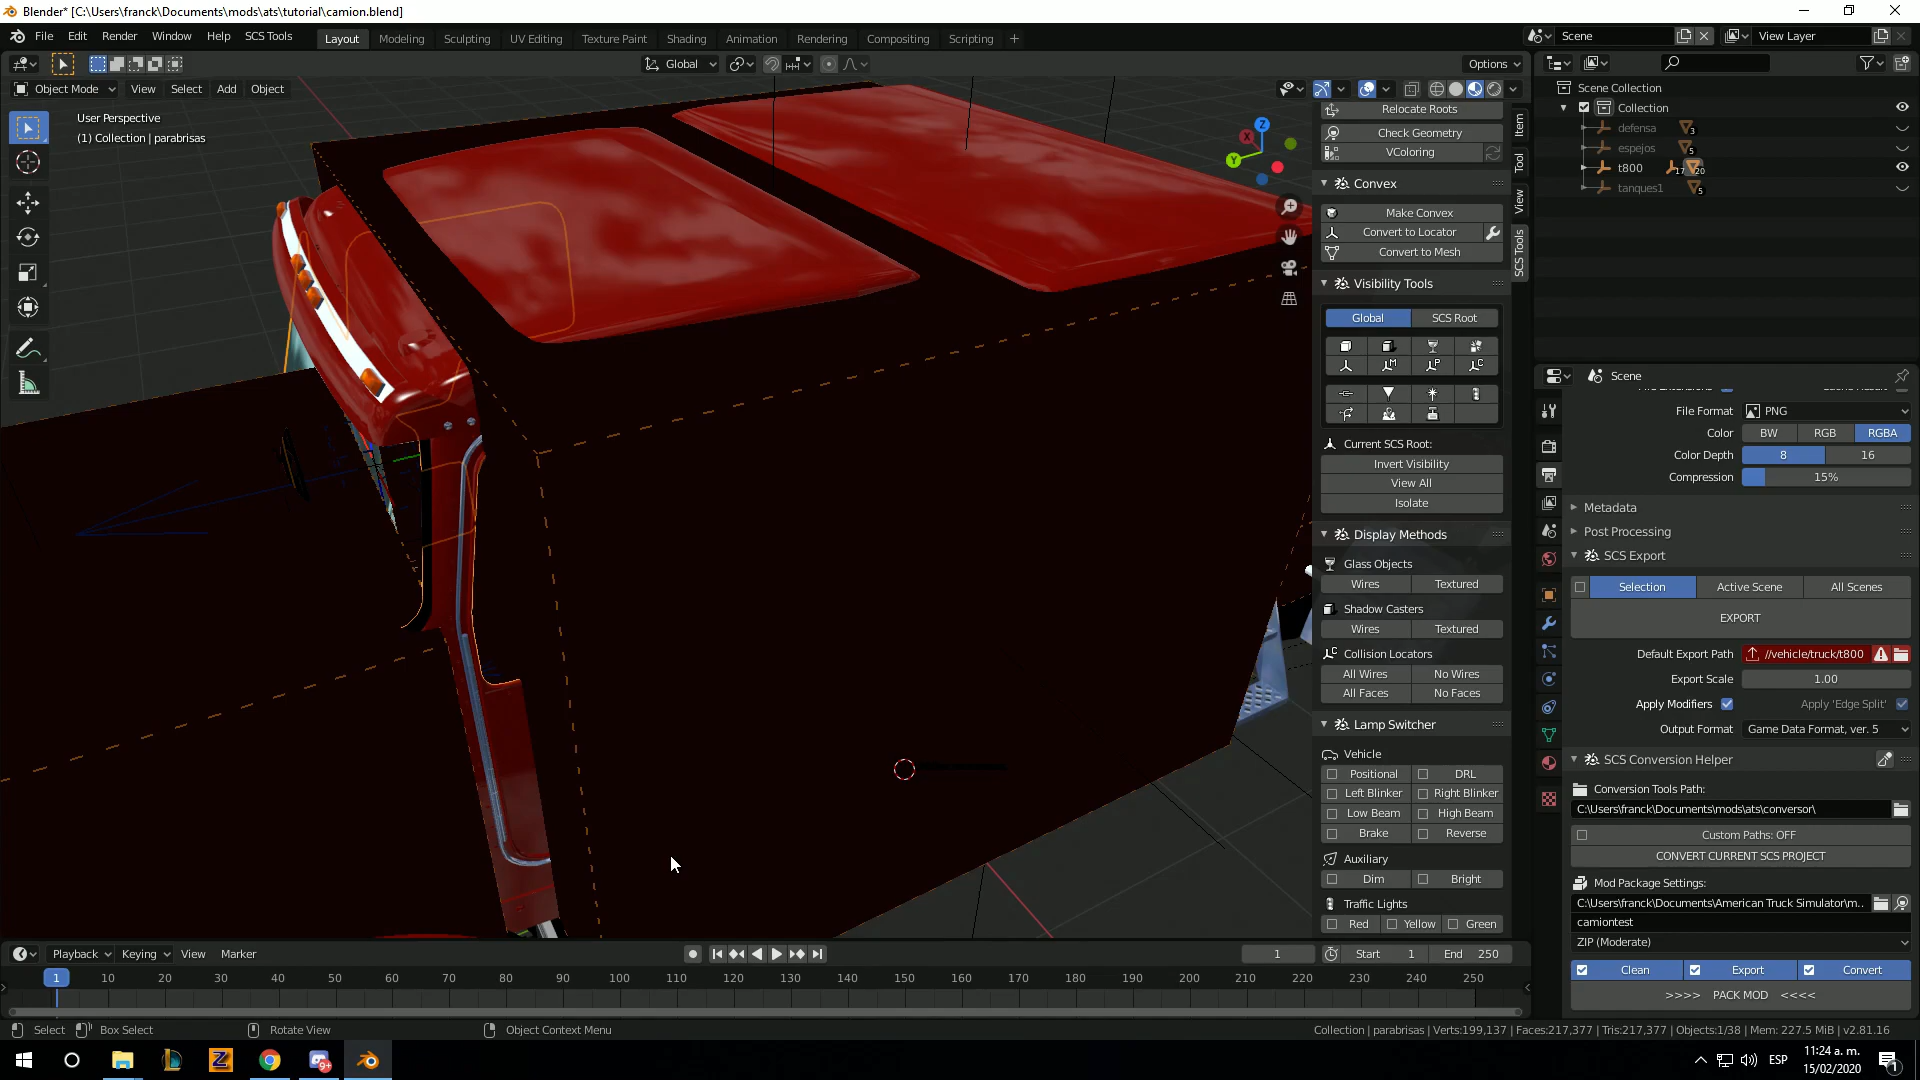 Blender* [C:\Users\franck\Documents\mods\ats\tutorial\camion.blend]
File Edit Render Window Help SCS Tools
Layout Modeling Sculpting UV Editing Texture Paint Shading Animation Rendering Compositing Scripting +
Scene View Layer
Global Options
Object Mode View Select Add Object
User Perspective
(1) Collection | parabrisas
Z
X
Y
Relocate Roots
Check Geometry
VColoring
Convex
Make Convex
Convert to Locator
Convert to Mesh
Visibility Tools
Global SCS Root
Current SCS Root:
Invert Visibility
View All
Isolate
Display Methods
Glass Objects
Wires Textured
Shadow Casters
Wires Textured
Collision Locators
All Wires No Wires
All Faces No Faces
Lamp Switcher
Vehicle
Positional DRL
Left Blinker Right Blinker
Low Beam High Beam
Brake Reverse
Auxiliary
Dim Bright
Traffic Lights
Red Yellow Green
Item
Tool
View
SCS Tools
Scene Collection
Collection
defensa 3
espejos 5
t800 17 20
tanques1 5
Scene
File Format PNG
Color BW RGB RGBA
Color Depth 8 16
Compression 15%
Metadata
Post Processing
SCS Export
Selection Active Scene All Scenes
EXPORT
Default Export Path //vehicle/truck/t800
Export Scale 1.00
Apply Modifiers Apply 'Edge Split'
Output Format Game Data Format, ver. 5
SCS Conversion Helper
Conversion Tools Path:
C:\Users\franck\Documents\mods\ats\conversor\
Custom Paths: OFF
CONVERT CURRENT SCS PROJECT
Mod Package Settings:
C:\Users\franck\Documents\American Truck Simulator\m..
camiontest
ZIP (Moderate)
Clean Export Convert
>>>> PACK MOD <<<<
Playback Keying View Marker 1 Start 1 End 250
1 10 20 30 40 50 60 70 80 90 100 110 120 130 140 150 160 170 180 190 200 210 220 230 240 250
Select Box Select Rotate View Object Context Menu
Collection | parabrisas | Verts:199,137 | Faces:217,377 | Tris:217,377 | Objects:1/38 | Mem: 227.5 MiB | v2.81.16
9+ ESP 11:24 a. m.
15/02/2020 1